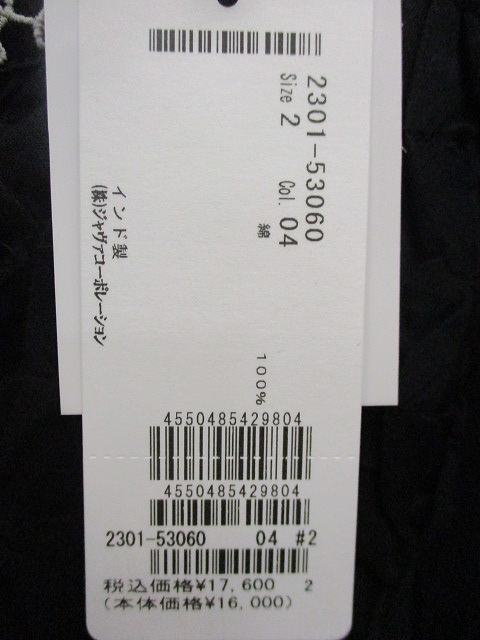 2301-53060
Size 2 Col. 04
綿 100%
インド製
(株)ジャヴァコーポレーション
4550485429804
4550485429804
2301-53060 04 #2
税込価格¥17,600 2
(本体価格¥16,000)